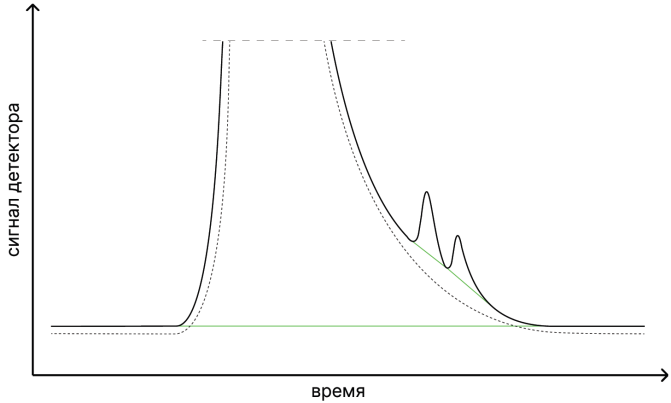 сигнал детектора
время